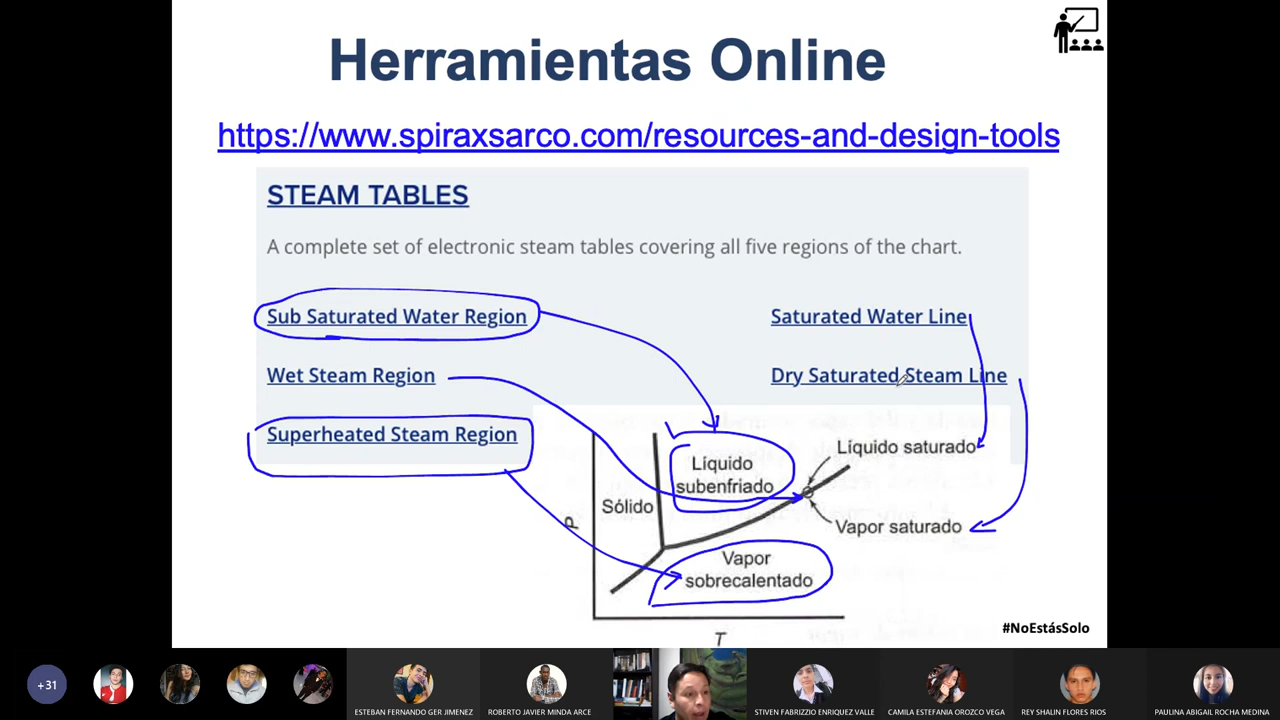 Herramientas Online
https://www.spiraxsarco.com/resources-and-design-tools
STEAM TABLES
A complete set of electronic steam tables covering all five regions of the chart.
Sub Saturated Water Region
Saturated Water Line
Wet Steam Region
Dry Saturated Steam Line
Superheated Steam Region
Líquido saturado
Líquido
subenfriado
Sólido
P
Vapor saturado
Vapor
sobrecalentado
T
#NoEstásSolo
+31
ESTEBAN FERNANDO GER JIMENEZ
ROBERTO JAVIER MINDA ARCE
STIVEN FABRIZZIO ENRIQUEZ VALLE
CAMILA ESTEFANIA OROZCO VEGA
REY SHALIN FLORES RIOS
PAULINA ABIGAIL ROCHA MEDINA